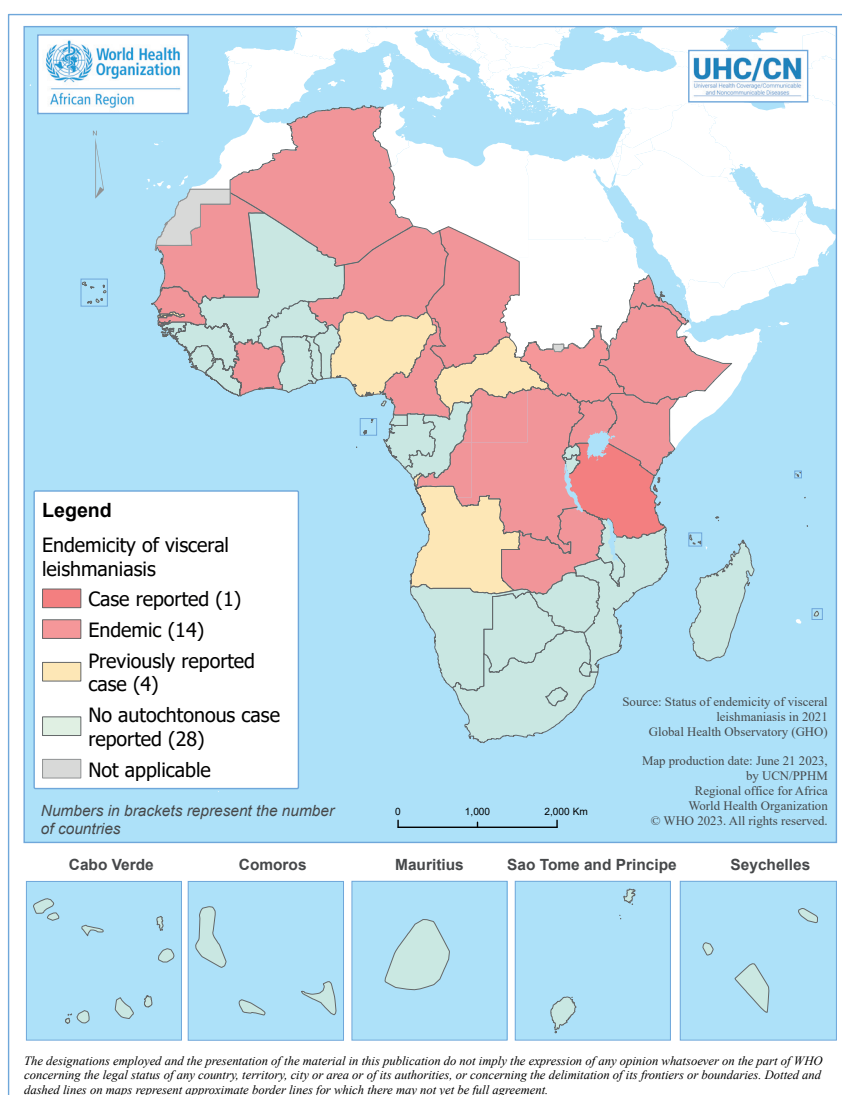 World Health
Organization
African Region
UHC/CN
Universal Health Coverage/Communicable
and Noncommunicable Diseases
N
Legend
Endemicity of visceral
leishmaniasis
Case reported (1)
Endemic (14)
Previously reported
case (4)
No autochtonous case
reported (28)
Not applicable
Numbers in brackets represent the number
of countries
0 1,000 2,000 Km
Source: Status of endemicity of visceral
leishmaniasis in 2021
Global Health Observatory (GHO)
Map production date: June 21 2023,
by UCN/PPHM
Regional office for Africa
World Health Organization
© WHO 2023. All rights reserved.
Cabo Verde
Comoros
Mauritius
Sao Tome and Principe
Seychelles
The designations employed and the presentation of the material in this publication do not imply the expression of any opinion whatsoever on the part of WHO
concerning the legal status of any country, territory, city or area or of its authorities, or concerning the delimitation of its frontiers or boundaries. Dotted and
dashed lines on maps represent approximate border lines for which there may not yet be full agreement.